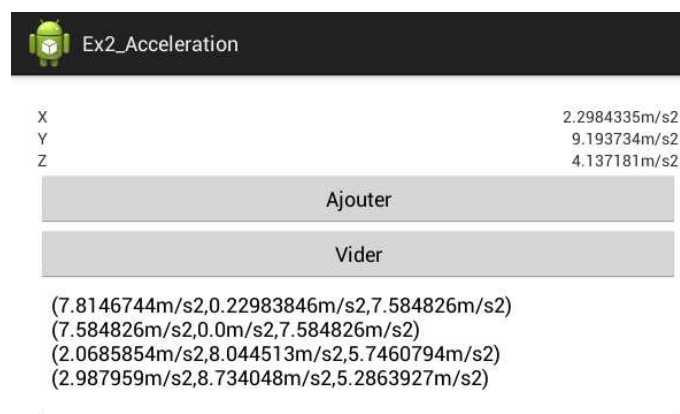 Ex2_Acceleration
X 2.2984335m/s2
Y 9.193734m/s2
Z 4.137181m/s2
Ajouter
Vider
(7.8146744m/s2,0.22983846m/s2,7.584826m/s2)
(7.584826m/s2,0.0m/s2,7.584826m/s2)
(2.0685854m/s2,8.044513m/s2,5.7460794m/s2)
(2.987959m/s2,8.734048m/s2,5.2863927m/s2)